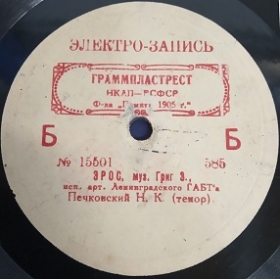 ЭЛЕКТРО-ЗАПИСЬ
ГРАММПЛАСТРЕСТ
НКЛП—РСФСР
Ф-ка „Памяти 1905 г."
Б Б
№ 15501 585
ЭРОС, муз. Григ Э.,
исп. арт. Ленинградского ГАБТ'а
Печковский Н. К. (тенор).